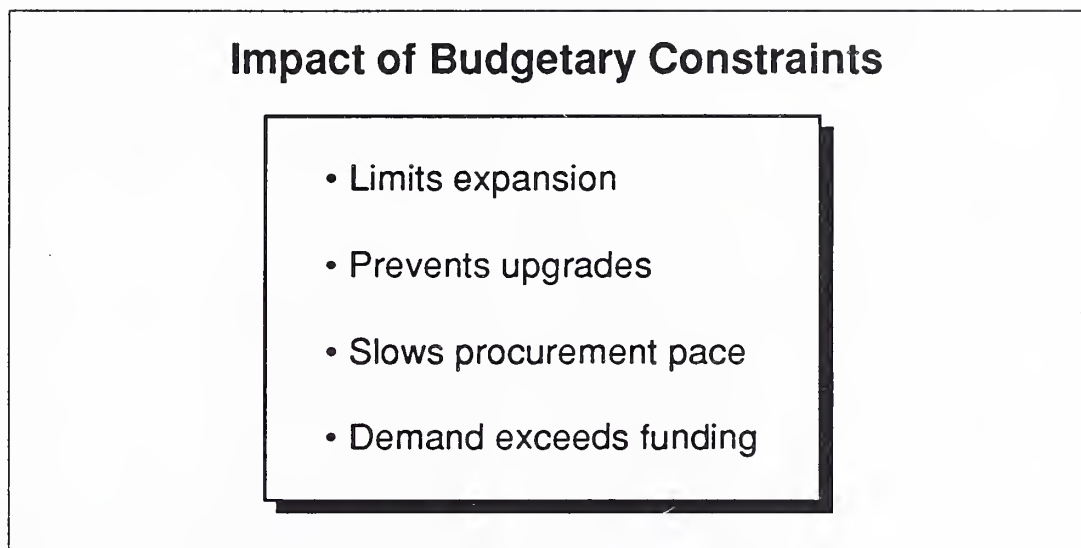 Impact of Budgetary Constraints
• Limits expansion
• Prevents upgrades
• Slows procurement pace
• Demand exceeds funding